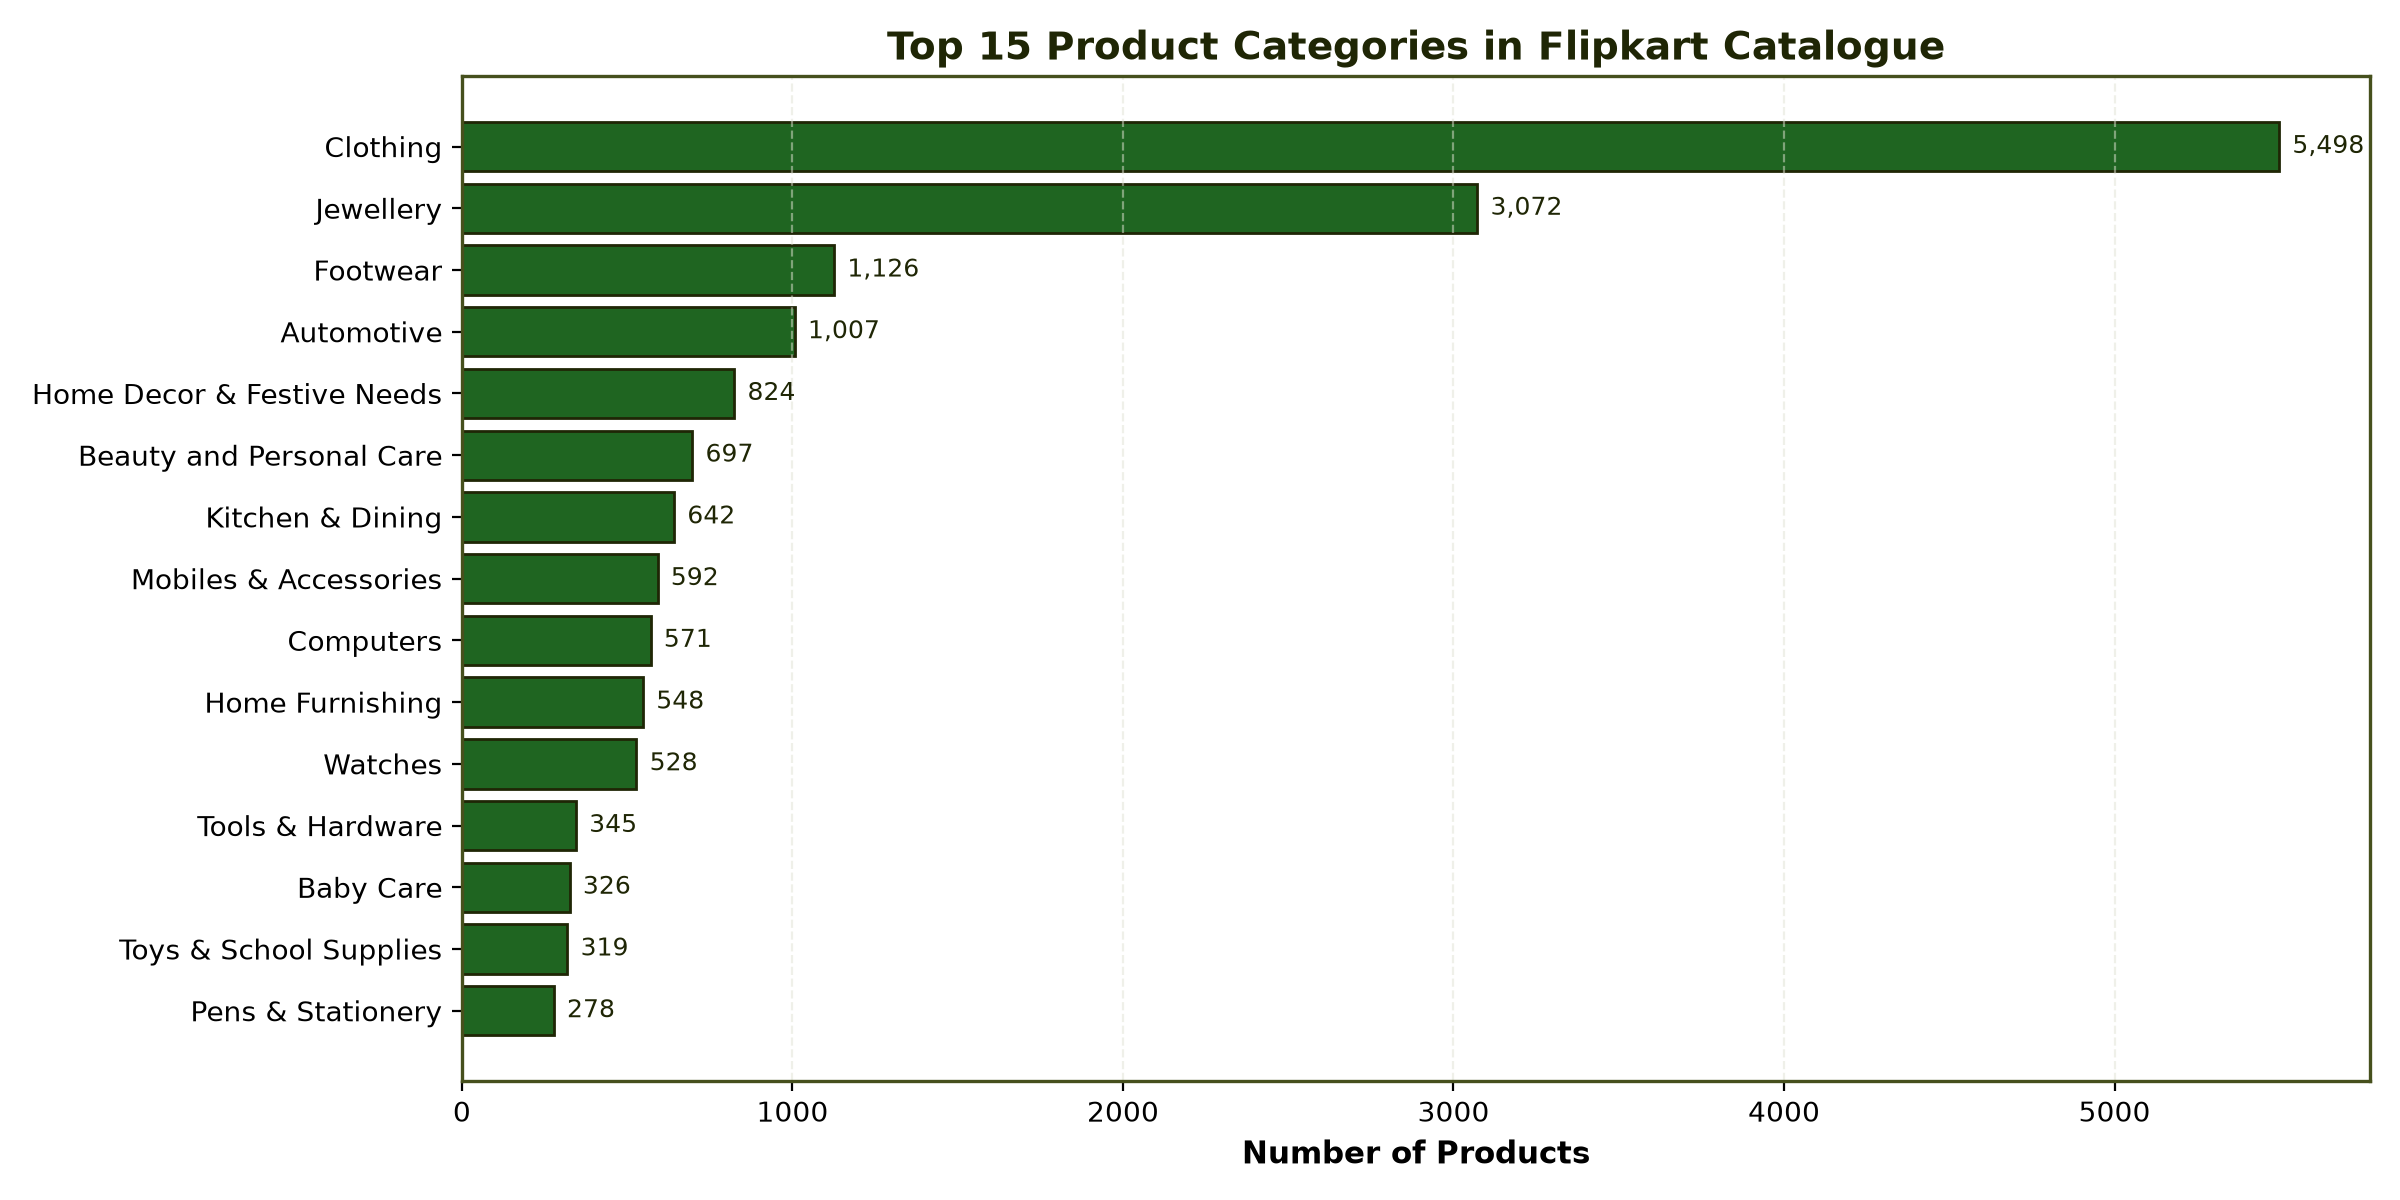 Top 15 Product Categories in Flipkart Catalogue
Clothing 5,498
Jewellery 3,072
Footwear 1,126
Automotive 1,007
Home Decor & Festive Needs 824
Beauty and Personal Care 697
Kitchen & Dining 642
Mobiles & Accessories 592
Computers 571
Home Furnishing 548
Watches 528
Tools & Hardware 345
Baby Care 326
Toys & School Supplies 319
Pens & Stationery 278
0 1000 2000 3000 4000 5000
Number of Products